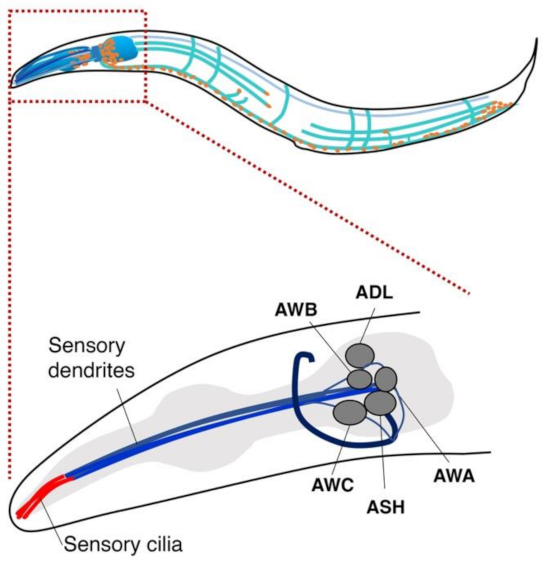 ADL
AWB
Sensory
dendrites
AWA
AWC
ASH
Sensory cilia